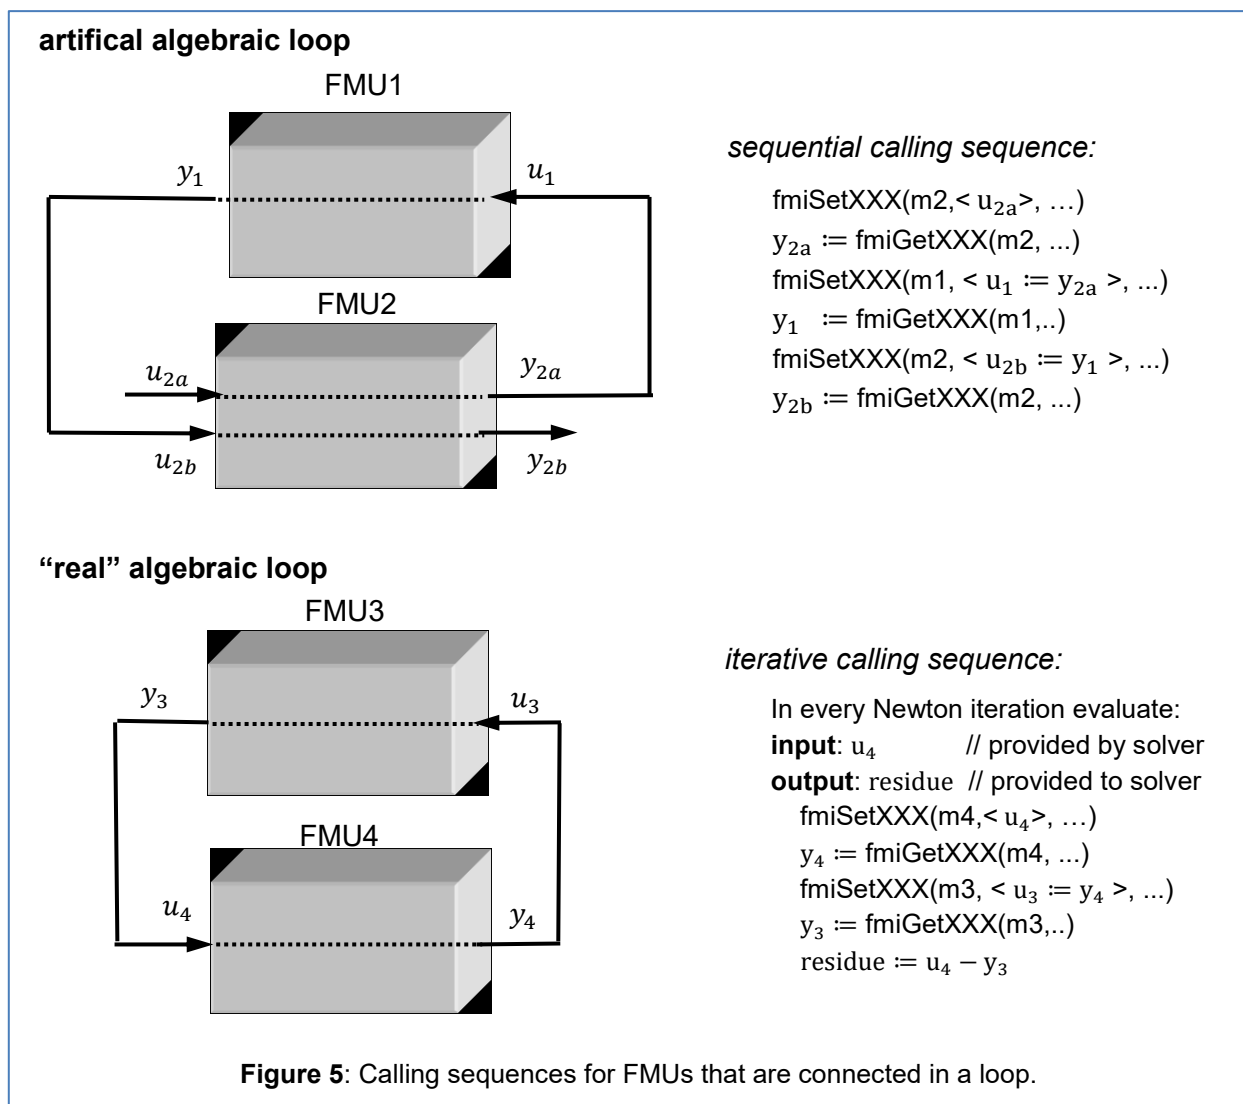 artifical algebraic loop
FMU1
y₁
u₁
FMU2
u₂ₐ
y₂ₐ
u₂b
y₂b
sequential calling sequence:
fmiSetXXX(m2,< u₂ₐ>, …)
y₂ₐ ≔ fmiGetXXX(m2, ...)
fmiSetXXX(m1, < u₁ ≔ y₂ₐ >, ...)
y₁ ≔ fmiGetXXX(m1,..)
fmiSetXXX(m2, < u₂b ≔ y₁ >, ...)
y₂b ≔ fmiGetXXX(m2, ...)
“real” algebraic loop
FMU3
y₃
u₃
FMU4
u₄
y₄
iterative calling sequence:
In every Newton iteration evaluate:
input: u₄ // provided by solver
output: residue // provided to solver
fmiSetXXX(m4,< u₄>, …)
y₄ ≔ fmiGetXXX(m4, ...)
fmiSetXXX(m3, < u₃ ≔ y₄ >, ...)
y₃ ≔ fmiGetXXX(m3,..)
residue ≔ u₄ − y₃
Figure 5: Calling sequences for FMUs that are connected in a loop.